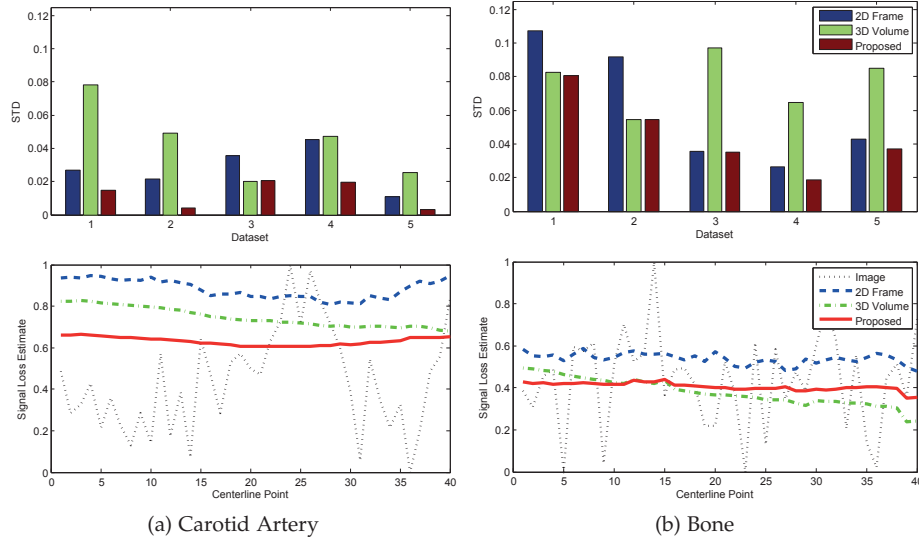 0.12
0.1
0.08
0.06
0.04
0.02
0
STD
1 2 3 4 5
Dataset
0.12
0.1
0.08
0.06
0.04
0.02
0
STD
1 2 3 4 5
Dataset
2D Frame
3D Volume
Proposed
1
0.8
0.6
0.4
0.2
0
Signal Loss Estimate
0 5 10 15 20 25 30 35 40
Centerline Point
1
0.8
0.6
0.4
0.2
0
Signal Loss Estimate
0 5 10 15 20 25 30 35 40
Centerline Point
Image
2D Frame
3D Volume
Proposed
(a) Carotid Artery
(b) Bone